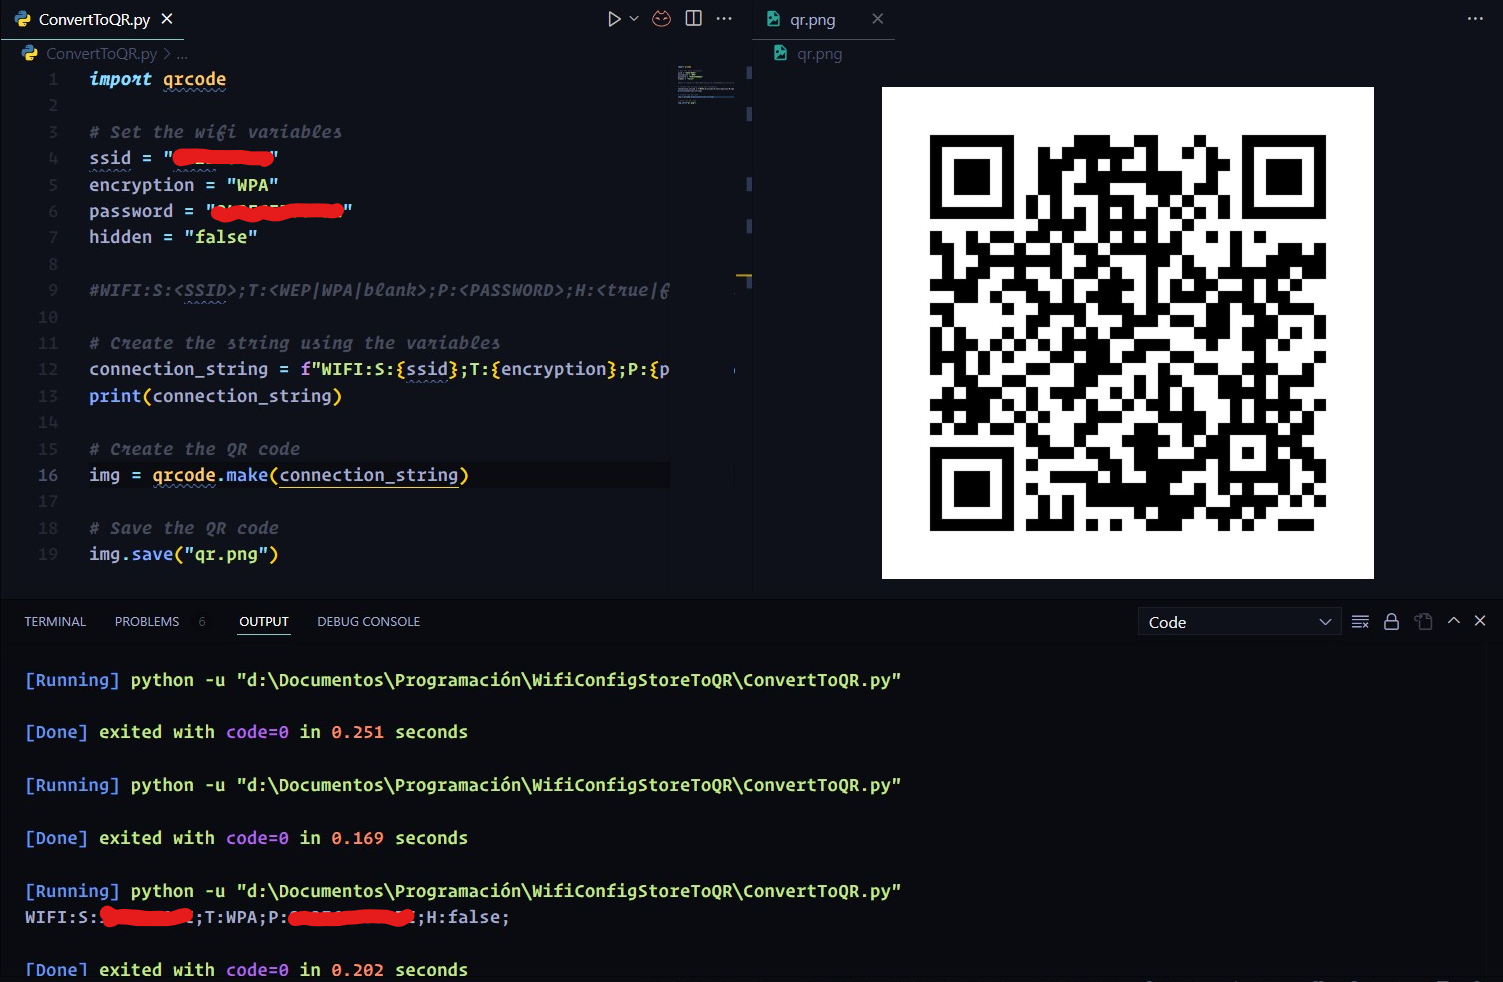 ConvertToQR.py
qr.png
ConvertToQR.py > ...
qr.png
1 import qrcode
2
3 # Set the wifi variables
4 ssid = " "
5 encryption = "WPA"
6 password = " "
7 hidden = "false"
8
9 #WIFI:S:<SSID>;T:<WEP|WPA|blank>;P:<PASSWORD>;H:<true|f
10
11 # Create the string using the variables
12 connection_string = f"WIFI:S:{ssid};T:{encryption};P:{p
13 print(connection_string)
14
15 # Create the QR code
16 img = qrcode.make(connection_string)
17
18 # Save the QR code
19 img.save("qr.png")
TERMINAL PROBLEMS 6 OUTPUT DEBUG CONSOLE Code
[Running] python -u "d:\Documentos\Programación\WifiConfigStoreToQR\ConvertToQR.py"
[Done] exited with code=0 in 0.251 seconds
[Running] python -u "d:\Documentos\Programación\WifiConfigStoreToQR\ConvertToQR.py"
[Done] exited with code=0 in 0.169 seconds
[Running] python -u "d:\Documentos\Programación\WifiConfigStoreToQR\ConvertToQR.py"
WIFI:S: ;T:WPA;P: ;H:false;
[Done] exited with code=0 in 0.202 seconds